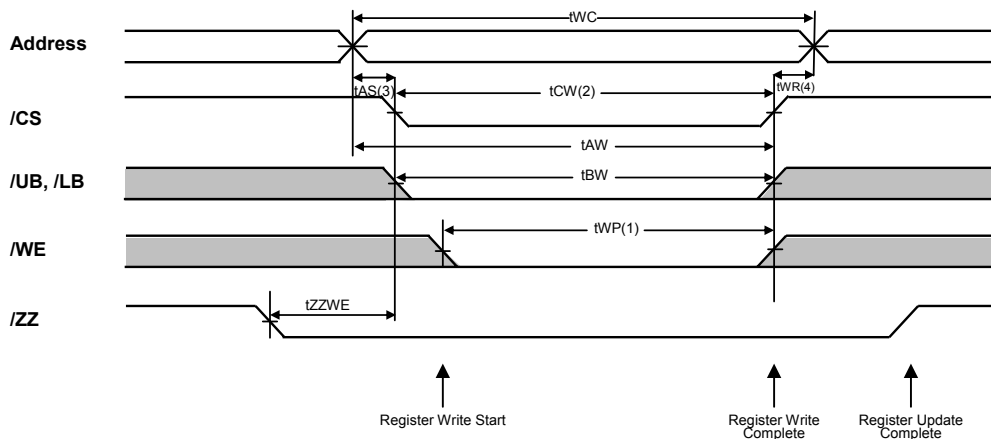 tWC
Address
tAS(3)
tCW(2)
tWR(4)
/CS
tAW
/UB, /LB
tBW
/WE
tWP(1)
/ZZ
tZZWE
Register Write Start
Register Write
Complete
Register Update
Complete